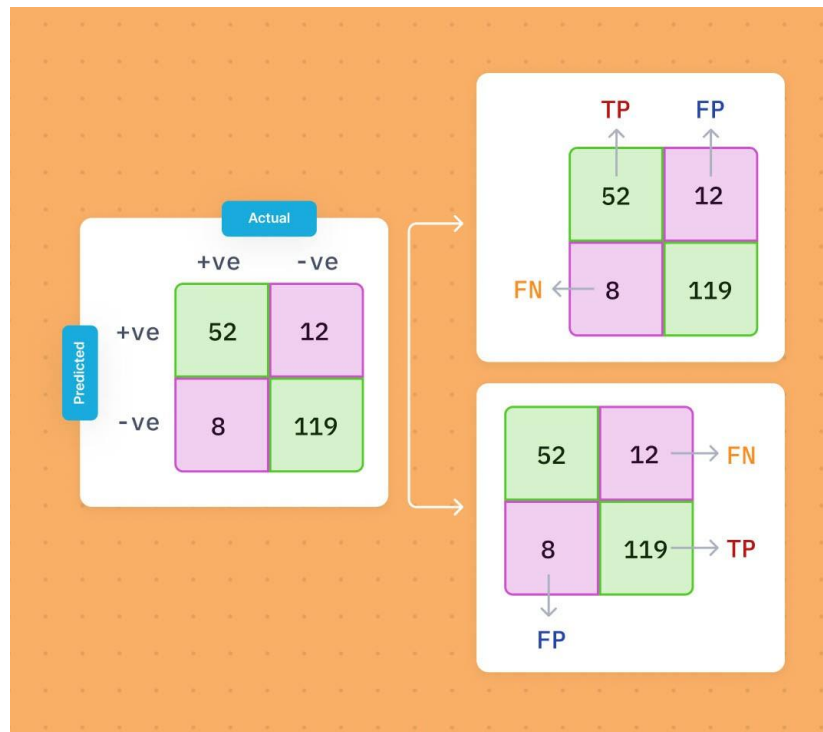 Actual
+ve -ve
Predicted
+ve 52 12
-ve 8 119
TP FP
52 12
FN 8 119
52 12 FN
8 119 TP
FP